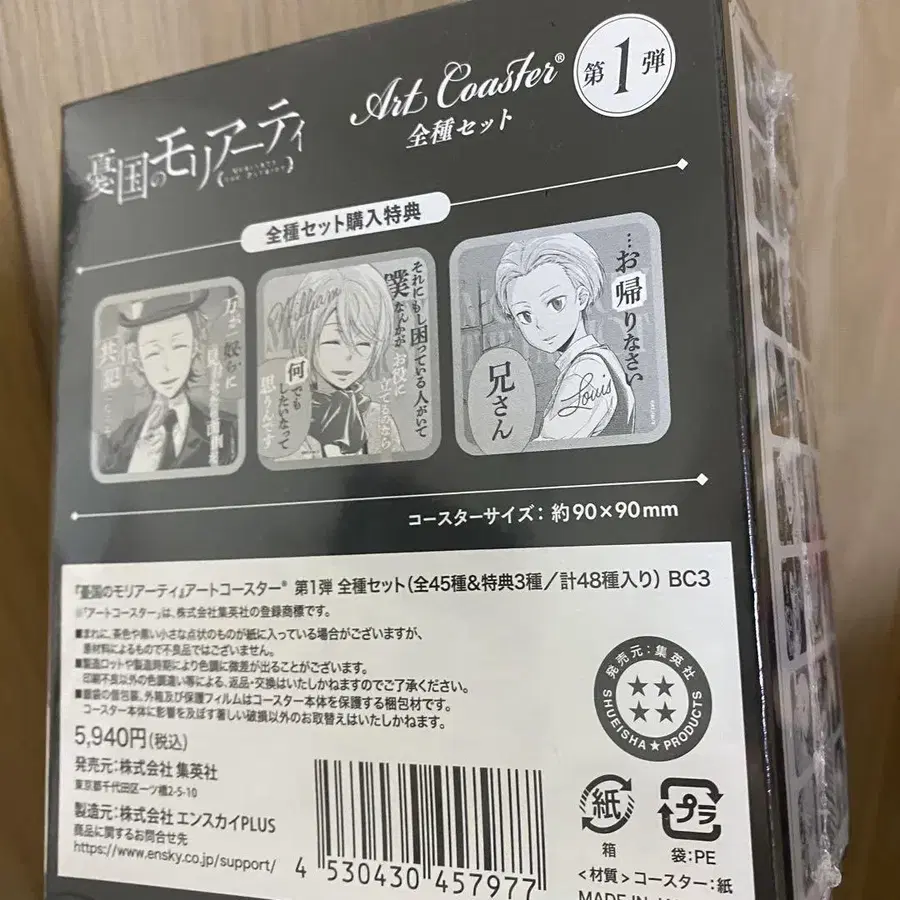 Art Coaster®
全種セット
第1弾
憂国のモリアーティ
全種セット購入特典
William
それにもし困っている人がいて
僕なんかが
お役に
立てるなら
何でも
したいなって
思うんです
…お帰りなさい
兄さん
Louis
共犯
コースターサイズ：約90×90mm
『憂国のモリアーティ』アートコースター® 第1弾 全種セット（全45種&特典3種／計48種入り） BC3
※「アートコースター」は、株式会社集英社の登録商標です。
■まれに、茶色や黒い小さな点状のものが紙に入っている場合がございますが、
原材料によるもので不良品ではございません。
■製造ロットや製造時期により色調に微差が出ることがございます。
印刷不良以外の色調違い等による、返品・交換はいたしかねますのでご了承ください。
■銀袋の個包装、外箱及び保護フィルムはコースター本体を保護する梱包材です。
コースター本体に影響を及ぼす著しい破損以外のお取替えはいたしかねます。
5,940円（税込）
発売元：株式会社 集英社
東京都千代田区一ツ橋2-5-10
製造元：株式会社 エンスカイPLUS
商品に関するお問合せ先
https://www.ensky.co.jp/support/
4 530430 457977
発売元：集英社
SHUEISHA★PRODUCTS
紙
箱
プラ
袋：PE
<材質>コースター：紙
MADE IN